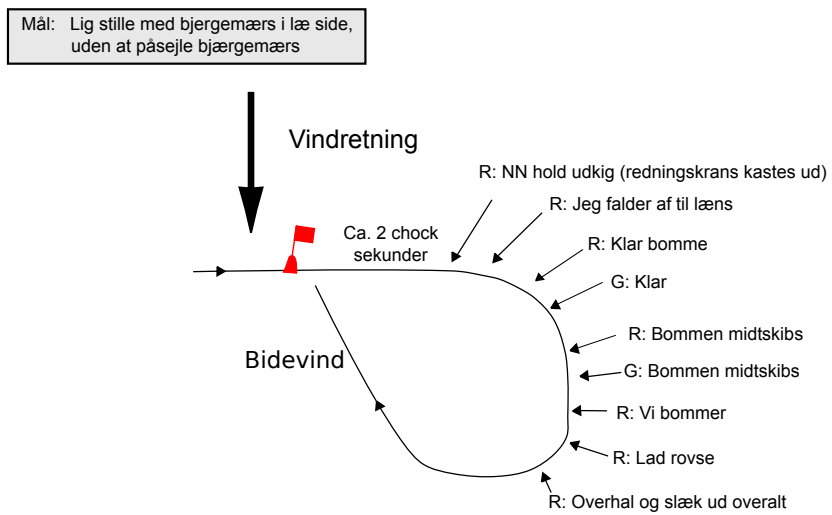 Mål: Lig stille med bjergemærs i læ side,
uden at påsejle bjærgemærs
Vindretning
R: NN hold udkig (redningskrans kastes ud)
R: Jeg falder af til læns
Ca. 2 chock
sekunder
R: Klar bomme
G: Klar
R: Bommen midtskibs
Bidevind
G: Bommen midtskibs
R: Vi bommer
R: Lad rovse
R: Overhal og slæk ud overalt